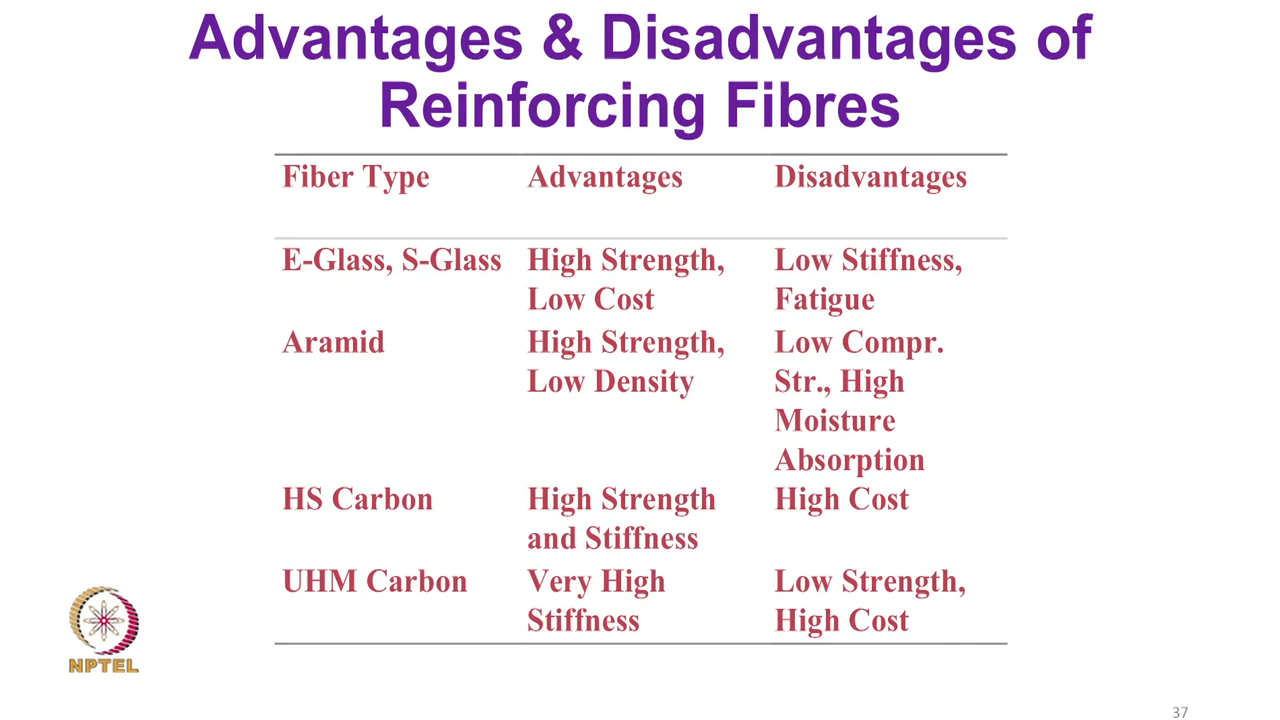 Advantages & Disadvantages of
Reinforcing Fibres
Fiber Type Advantages Disadvantages
E-Glass, S-Glass High Strength, Low Stiffness,
Low Cost Fatigue
Aramid High Strength, Low Compr.
Low Density Str., High
Moisture
Absorption
HS Carbon High Strength High Cost
and Stiffness
UHM Carbon Very High Low Strength,
Stiffness High Cost
NPTEL
37